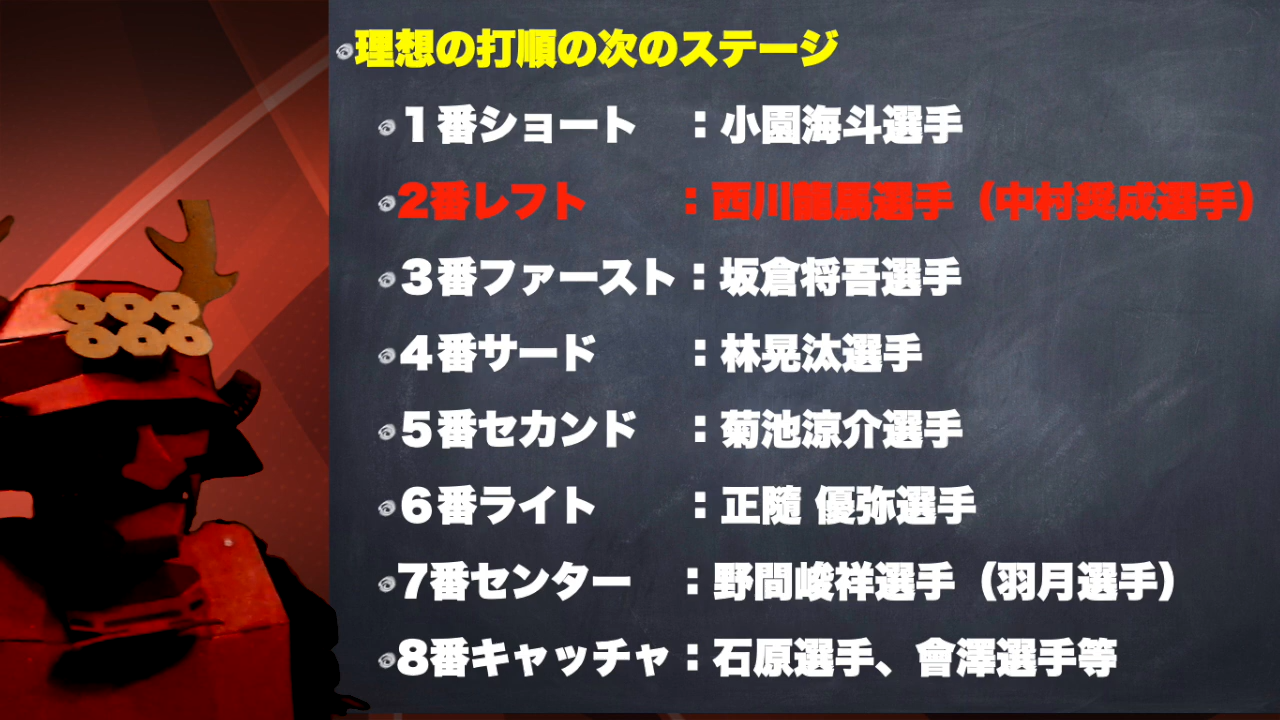 理想の打順の次のステージ
１番ショート　：小園海斗選手
2番レフト　　：西川龍馬選手（中村奨成選手）
３番ファースト：坂倉将吾選手
４番サード　　：林晃汰選手
５番セカンド　：菊池涼介選手
６番ライト　　：正隨 優弥選手
7番センター　：野間峻祥選手（羽月選手）
8番キャッチャ：石原選手、會澤選手等